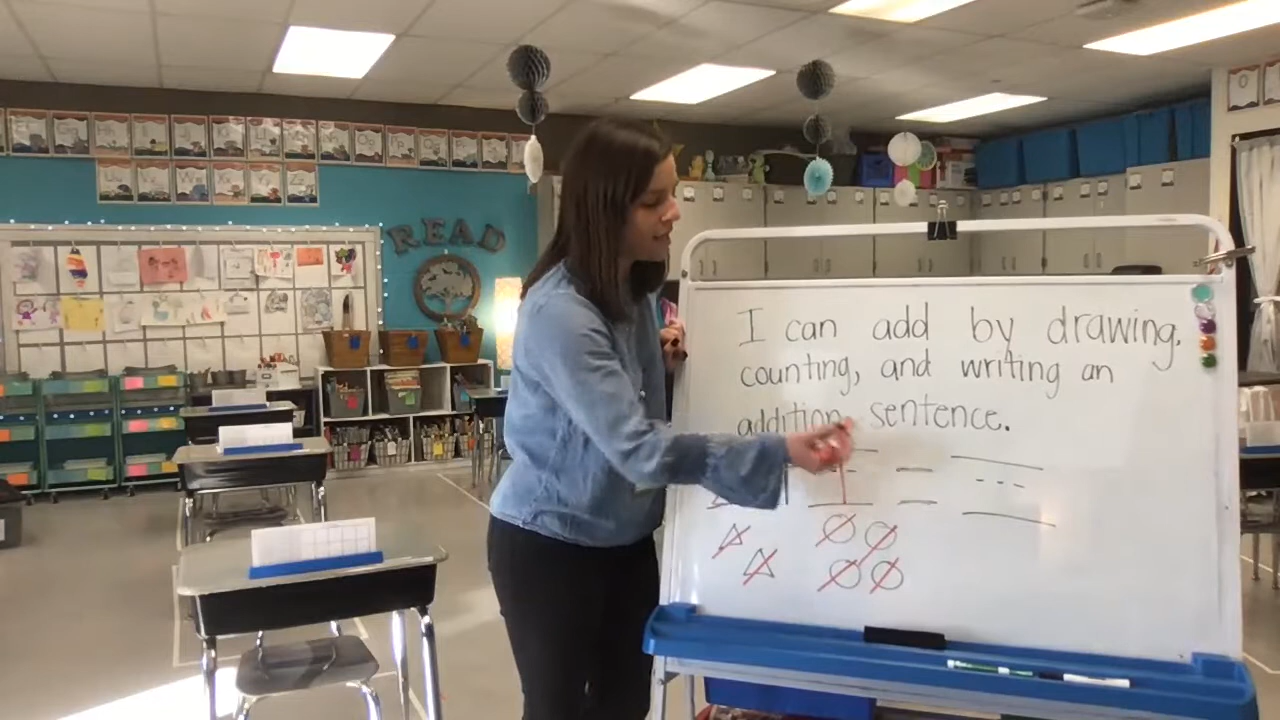 READ
I can add by drawing,
counting, and writing an
addition sentence.